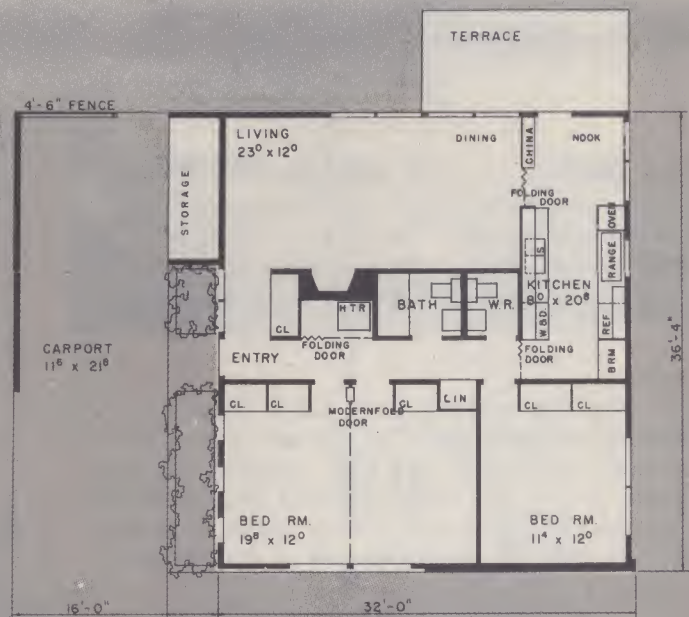 TERRACE
4'-6" FENCE
LIVING
23⁰ x 12⁰
DINING
CHINA
NOOK
STORAGE
FOLDING
DOOR
OVEN
RANGE
S
KITCHEN
8⁰ x 20⁸
W&D.
REF
BRM
36'-4"
HTR
BATH
W.R.
CL
FOLDING
DOOR
FOLDING
DOOR
ENTRY
CARPORT
11⁶ x 21⁸
CL
CL
MODERNFOLD
DOOR
CL
LIN
CL
CL
BED RM.
19⁸ x 12⁰
BED RM.
11⁴ x 12⁰
16'-0"
32'-0"